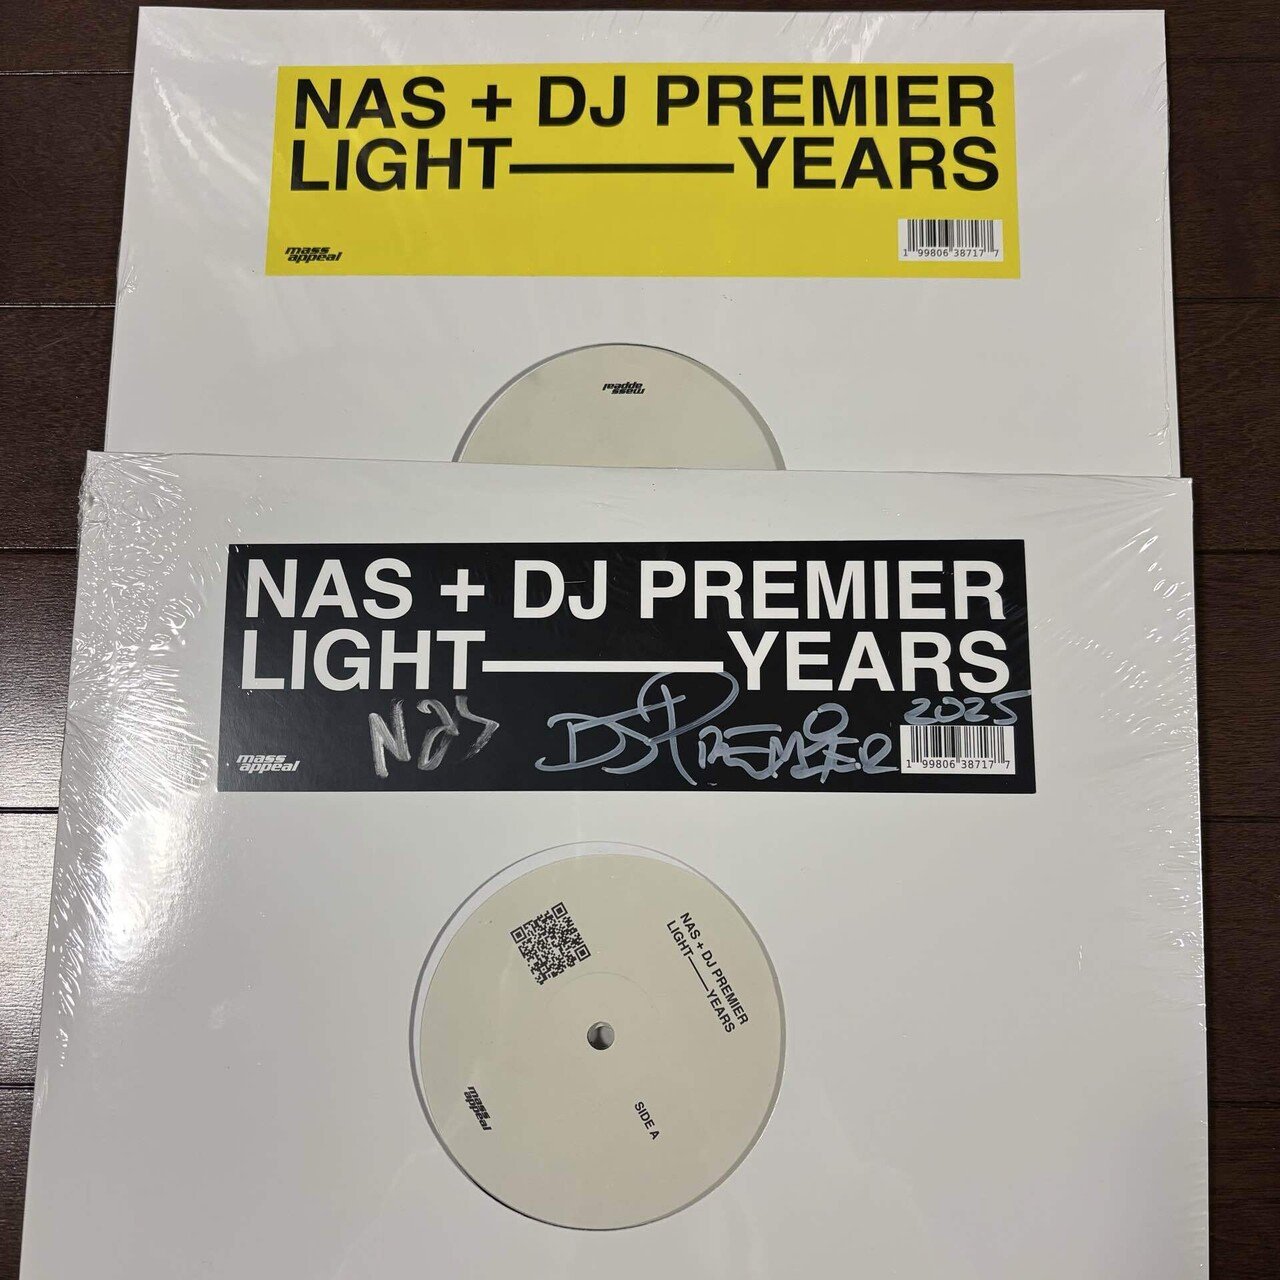 NAS + DJ PREMIER
LIGHT——YEARS
mass
appeal
1 99806 38717 7
mass
appeal
NAS + DJ PREMIER
LIGHT——YEARS
Nas DJ PREMIER 2025
mass
appeal
1 99806 38717 7
NAS + DJ PREMIER
LIGHT——YEARS
mass
appeal
SIDE A